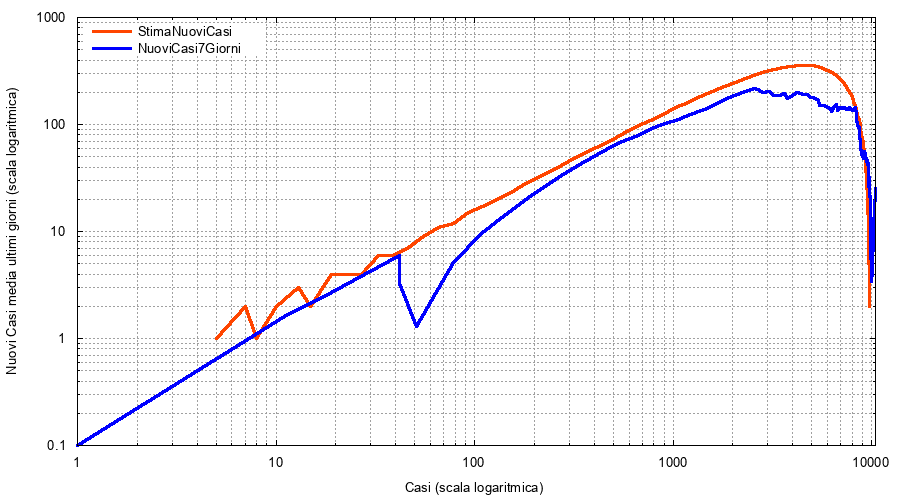 1000
100
10
1
0.1
StimaNuoviCasi
NuoviCasi7Giorni
Nuovi Casi media ultimi giorni (scala logaritmica)
1 10 100 1000 10000
Casi (scala logaritmica)